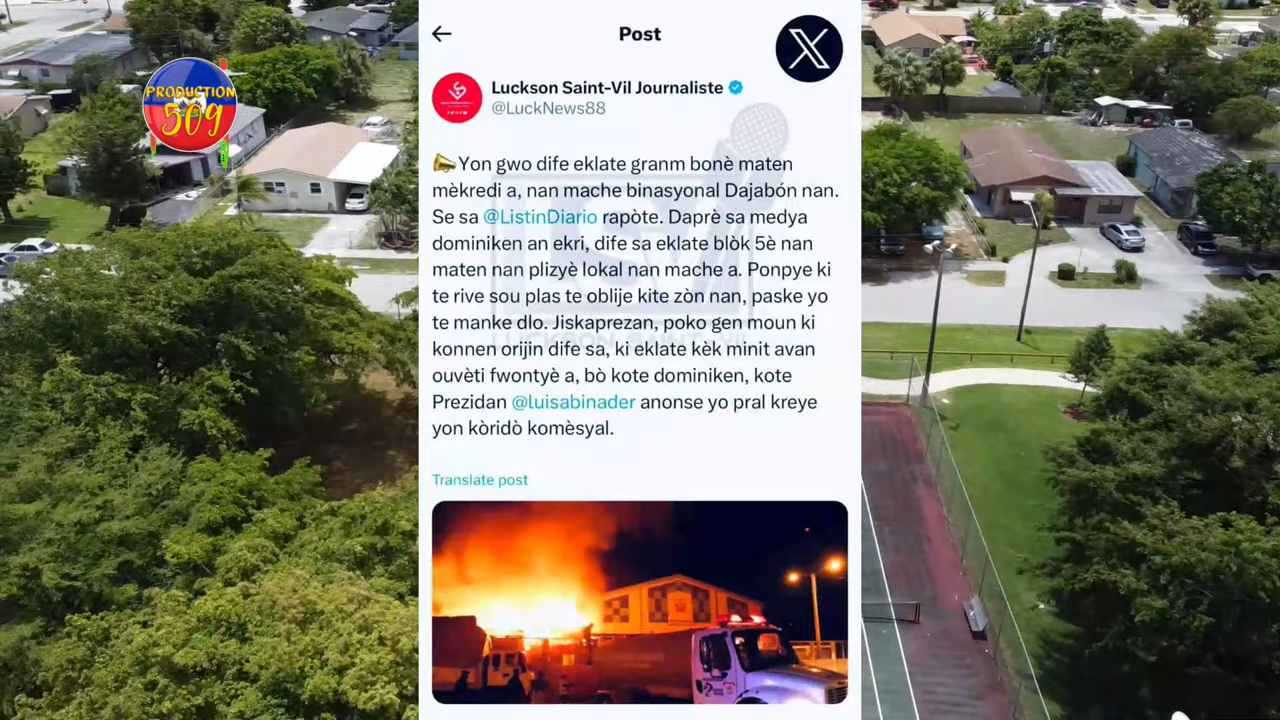 PRODUCTION
509
Post
Luckson Saint-Vil Journaliste
@LuckNews88
Yon gwo dife eklate granm bonè maten
mèkredi a, nan mache binasyonal Dajabón nan.
Se sa @ListinDiario rapòte. Daprè sa medya
dominiken an ekri, dife sa eklate blòk 5è nan
maten nan plizyè lokal nan mache a. Ponpye ki
te rive sou plas te oblije kite zòn nan, paske yo
te manke dlo. Jiskaprezan, poko gen moun ki
konnen orijin dife sa, ki eklate kèk minit avan
ouvèti fwontyè a, bò kote dominiken, kote
Prezidan @luisabinader anonse yo pral kreye
yon kòridò komèsyal.
LUCKSON SAINT-VIL
Translate post